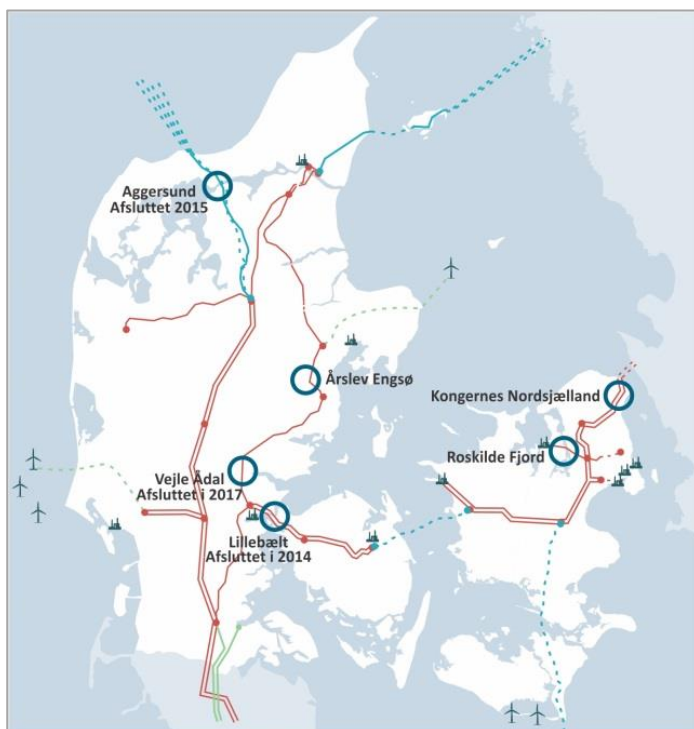 Aggersund
Afsluttet 2015
Årslev Engsø
Kongernes Nordsjælland
Roskilde Fjord
Vejle Ådal
Afsluttet i 2017
Lillebælt
Afsluttet i 2014